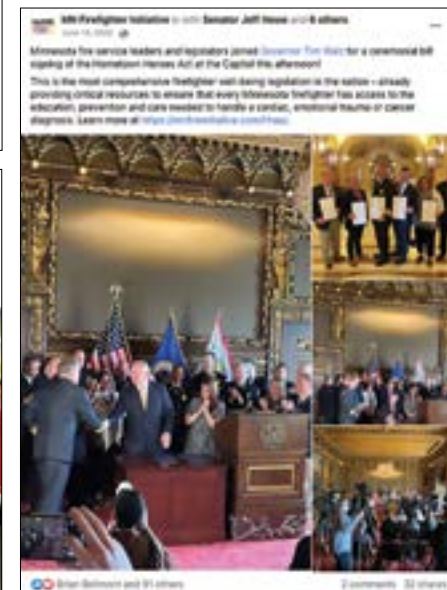 MN Firefighter Initiative is with Senator Jeff Howe and 6 others
June 16, 2022
Minnesota fire service leaders and legislators joined Governor Tim Walz for a ceremonial bill
signing of the Hometown Heroes Act at the Capitol this afternoon!
This is the most comprehensive firefighter well-being legislation in the nation – already
providing critical resources to ensure that every Minnesota firefighter has access to the
education, prevention and care needed to handle a cardiac, emotional trauma or cancer
diagnosis. Learn more at
Brian Belmont and 91 others
2 comments 32 shares